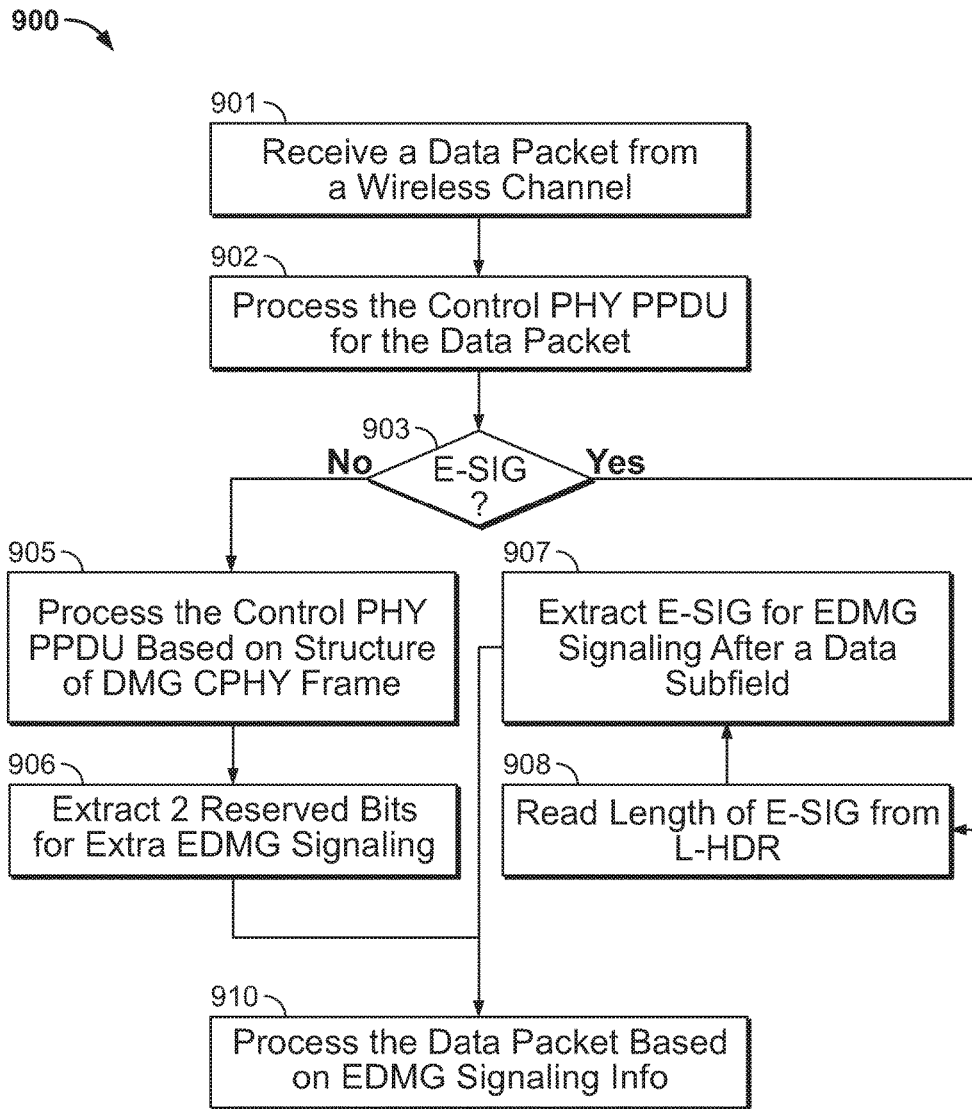 900
901
Receive a Data Packet from
a Wireless Channel
902
Process the Control PHY PPDU
for the Data Packet
903
No
E-SIG
?
Yes
905
Process the Control PHY
PPDU Based on Structure
of DMG CPHY Frame
907
Extract E-SIG for EDMG
Signaling After a Data
Subfield
906
Extract 2 Reserved Bits
for Extra EDMG Signaling
908
Read Length of E-SIG from
L-HDR
910
Process the Data Packet Based
on EDMG Signaling Info